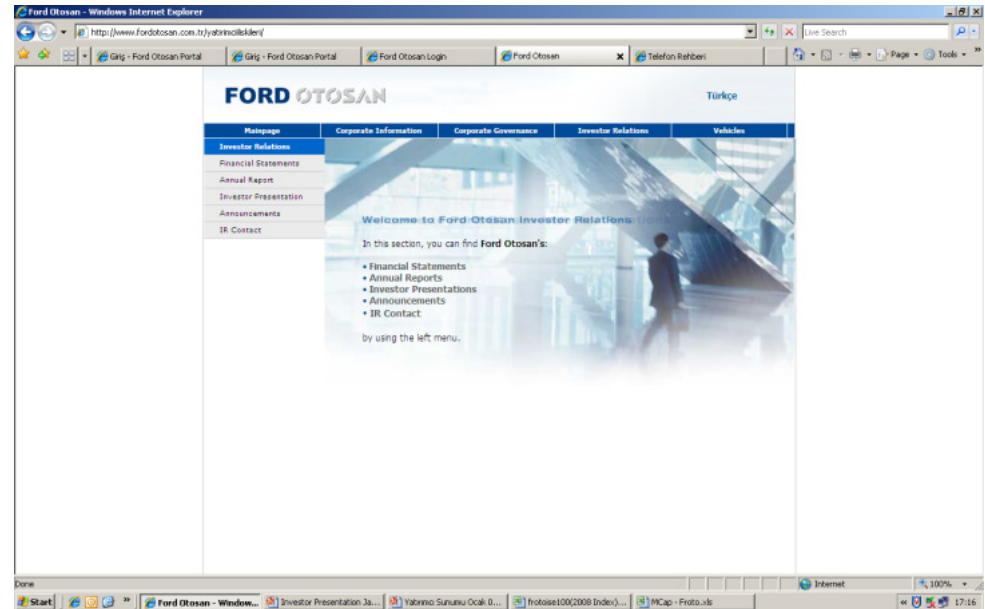 Ford Otosan - Windows Internet Explorer
http://www.fordotosan.com.tr/yatirimciiliskileri/
Live Search
Giriş - Ford Otosan Portal
Giriş - Ford Otosan Portal
Ford Otosan Login
Ford Otosan
Telefon Rehberi
Page
Tools
FORD OTOSAN
Türkçe
Mainpage
Corporate Information
Corporate Governance
Investor Relations
Vehicles
Investor Relations
Financial Statements
Annual Report
Investor Presentation
Announcements
IR Contact
Welcome to Ford Otosan Investor Relations
In this section, you can find Ford Otosan's:
• Financial Statements
• Annual Reports
• Investor Presentations
• Announcements
• IR Contact
by using the left menu.
Done
Internet
100%
Start
Ford Otosan - Window...
Investor Presentation Ja...
Yatırımcı Sunumu Ocak 0...
frotoise100(2008 Index)...
MCap - Froto.xls
17:16